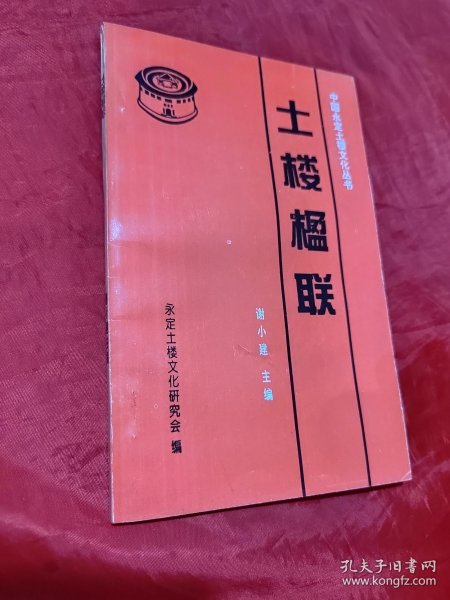 中国永定土楼文化丛书
土楼楹联
谢小建 主编
永定土楼文化研究会 编
孔夫子旧书网
www.kongfz.com